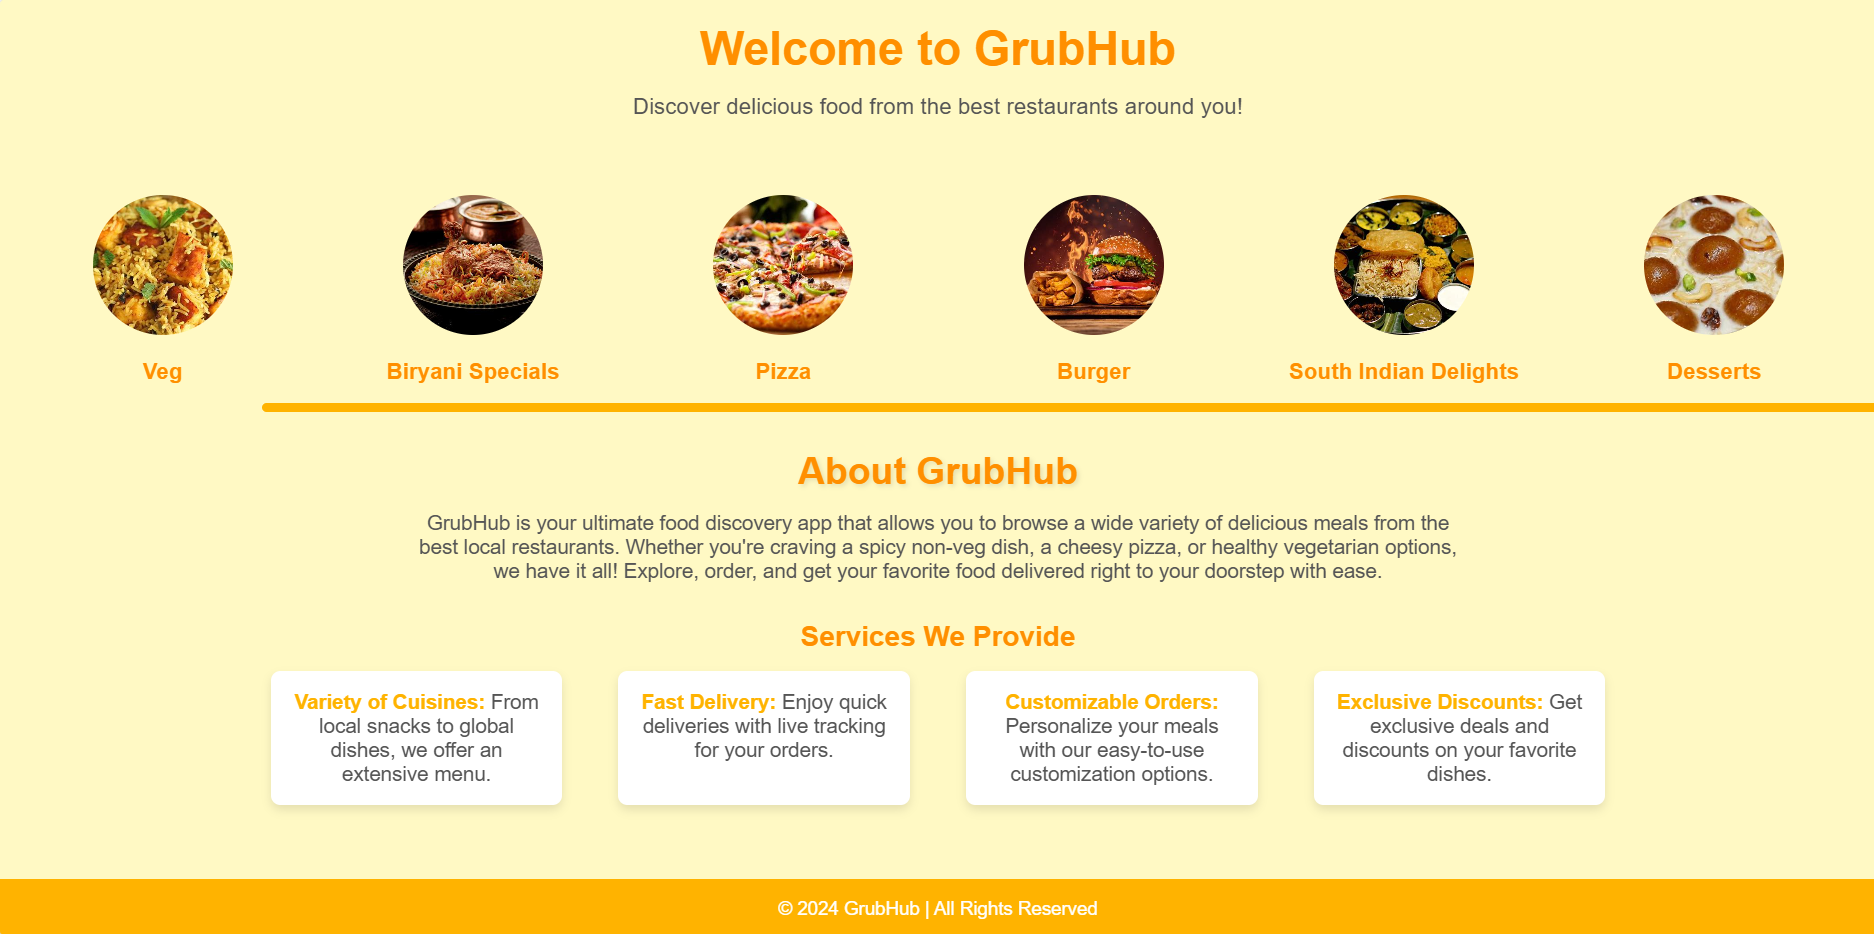 Welcome to GrubHub
Discover delicious food from the best restaurants around you!
Veg
Biryani Specials
Pizza
Burger
South Indian Delights
Desserts
About GrubHub
GrubHub is your ultimate food discovery app that allows you to browse a wide variety of delicious meals from the
best local restaurants. Whether you're craving a spicy non-veg dish, a cheesy pizza, or healthy vegetarian options,
we have it all! Explore, order, and get your favorite food delivered right to your doorstep with ease.
Services We Provide
Variety of Cuisines: From
local snacks to global
dishes, we offer an
extensive menu.
Fast Delivery: Enjoy quick
deliveries with live tracking
for your orders.
Customizable Orders:
Personalize your meals
with our easy-to-use
customization options.
Exclusive Discounts: Get
exclusive deals and
discounts on your favorite
dishes.
© 2024 GrubHub | All Rights Reserved